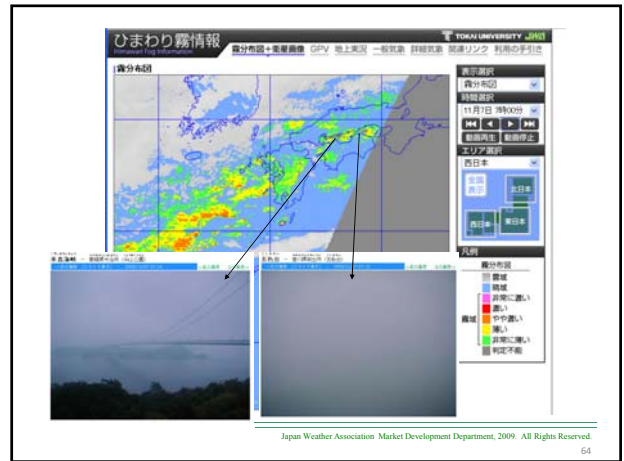 ひまわり霧情報
Himawari Fog Information
TOKAI UNIVERSITY
霧分布図+衛星画像 GPV 地上実況 一般気象 詳細気象 関連リンク 利用の手引き
霧分布図
表示選択
霧分布図
時間選択
11月7日 7時00分
動画再生 動画停止
エリア選択
西日本
全国
表示
北日本
西日本
東日本
凡例
霧分布図
雲域
晴域
霧域
非常に濃い
濃い
やや濃い
薄い
非常に薄い
判定不能
Japan Weather Association Market Development Department, 2009. All Rights Reserved.
64